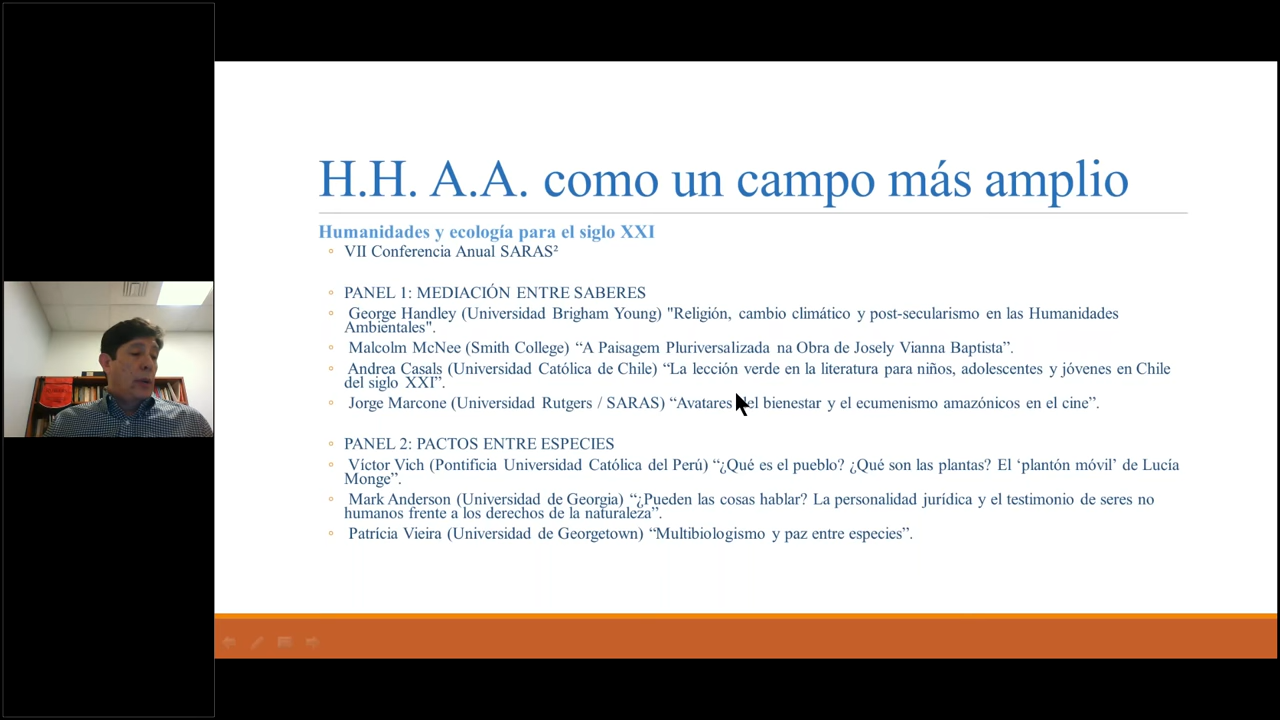 H.H. A.A. como un campo más amplio
Humanidades y ecología para el siglo XXI
VII Conferencia Anual SARAS²
PANEL 1: MEDIACIÓN ENTRE SABERES
George Handley (Universidad Brigham Young) "Religión, cambio climático y post-secularismo en las Humanidades
Ambientales".
Malcolm McNee (Smith College) “A Paisagem Pluriversalizada na Obra de Josely Vianna Baptista”.
Andrea Casals (Universidad Católica de Chile) “La lección verde en la literatura para niños, adolescentes y jóvenes en Chile
del siglo XXI”.
Jorge Marcone (Universidad Rutgers / SARAS) “Avatares del bienestar y el ecumenismo amazónicos en el cine”.
PANEL 2: PACTOS ENTRE ESPECIES
Víctor Vich (Pontificia Universidad Católica del Perú) “¿Qué es el pueblo? ¿Qué son las plantas? El ‘plantón móvil’ de Lucía
Monge”.
Mark Anderson (Universidad de Georgia) “¿Pueden las cosas hablar? La personalidad jurídica y el testimonio de seres no
humanos frente a los derechos de la naturaleza”.
Patrícia Vieira (Universidad de Georgetown) “Multibiologismo y paz entre especies”.